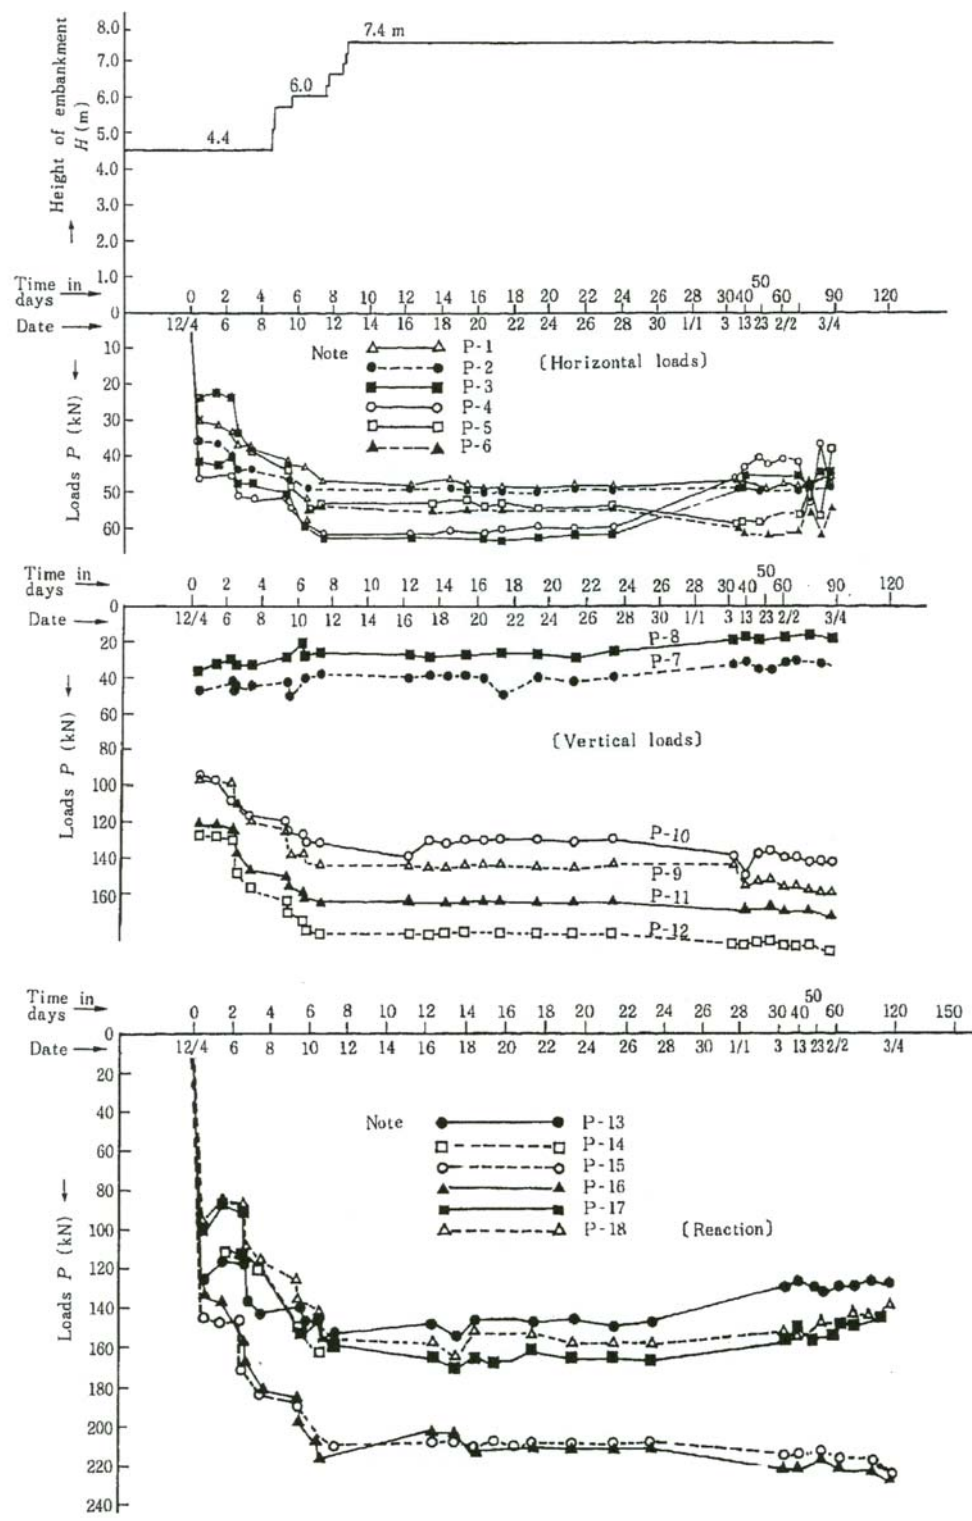 Height of embankment
H (m)
8.0
7.0
6.0
5.0
4.0
3.0
2.0
1.0
0
7.4 m
6.0
4.4
Time in days
0 2 4 6 8 10 12 14 16 18 20 22 24 26 28 30 40 50 60 90 120
Date
12/4 6 8 10 12 14 16 18 20 22 24 26 28 30 1/1 3 13 23 2/2 3/4
Loads P (kN)
10
20
30
40
50
60
Note
P-1
P-2
P-3
P-4
P-5
P-6
(Horizontal loads)
Time in days
0 2 4 6 8 10 12 14 16 18 20 22 24 26 28 30 40 50 60 90 120
Date
0
12/4 6 8 10 12 14 16 18 20 22 24 26 28 30 1/1 3 13 23 2/2 3/4
Loads P (kN)
20
40
60
80
100
120
140
160
P-8
P-7
(Vertical loads)
P-10
P-9
P-11
P-12
Time in days
0 2 4 6 8 10 12 14 16 18 20 22 24 26 28 30 40 50 60 120 150
Date
0
12/4 6 8 10 12 14 16 18 20 22 24 26 28 30 1/1 3 13 23 2/2 3/4
Loads P (kN)
20
40
60
80
100
120
140
160
180
200
220
240
Note
P-13
P-14
P-15
P-16
P-17
P-18
(Reaction)